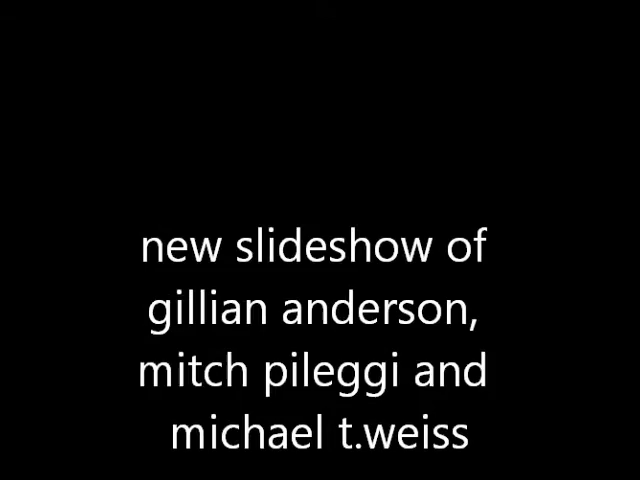 new slideshow of
gillian anderson,
mitch pileggi and
michael t.weiss